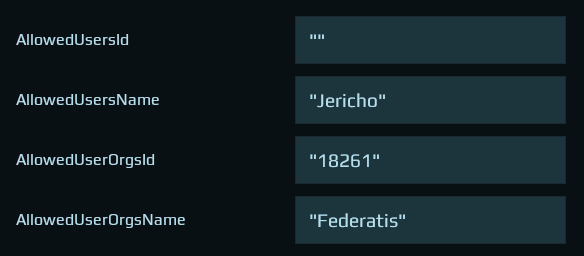 AllowedUsersId ""
AllowedUsersName "Jericho"
AllowedUserOrgsId "18261"
AllowedUserOrgsName "Federatis"